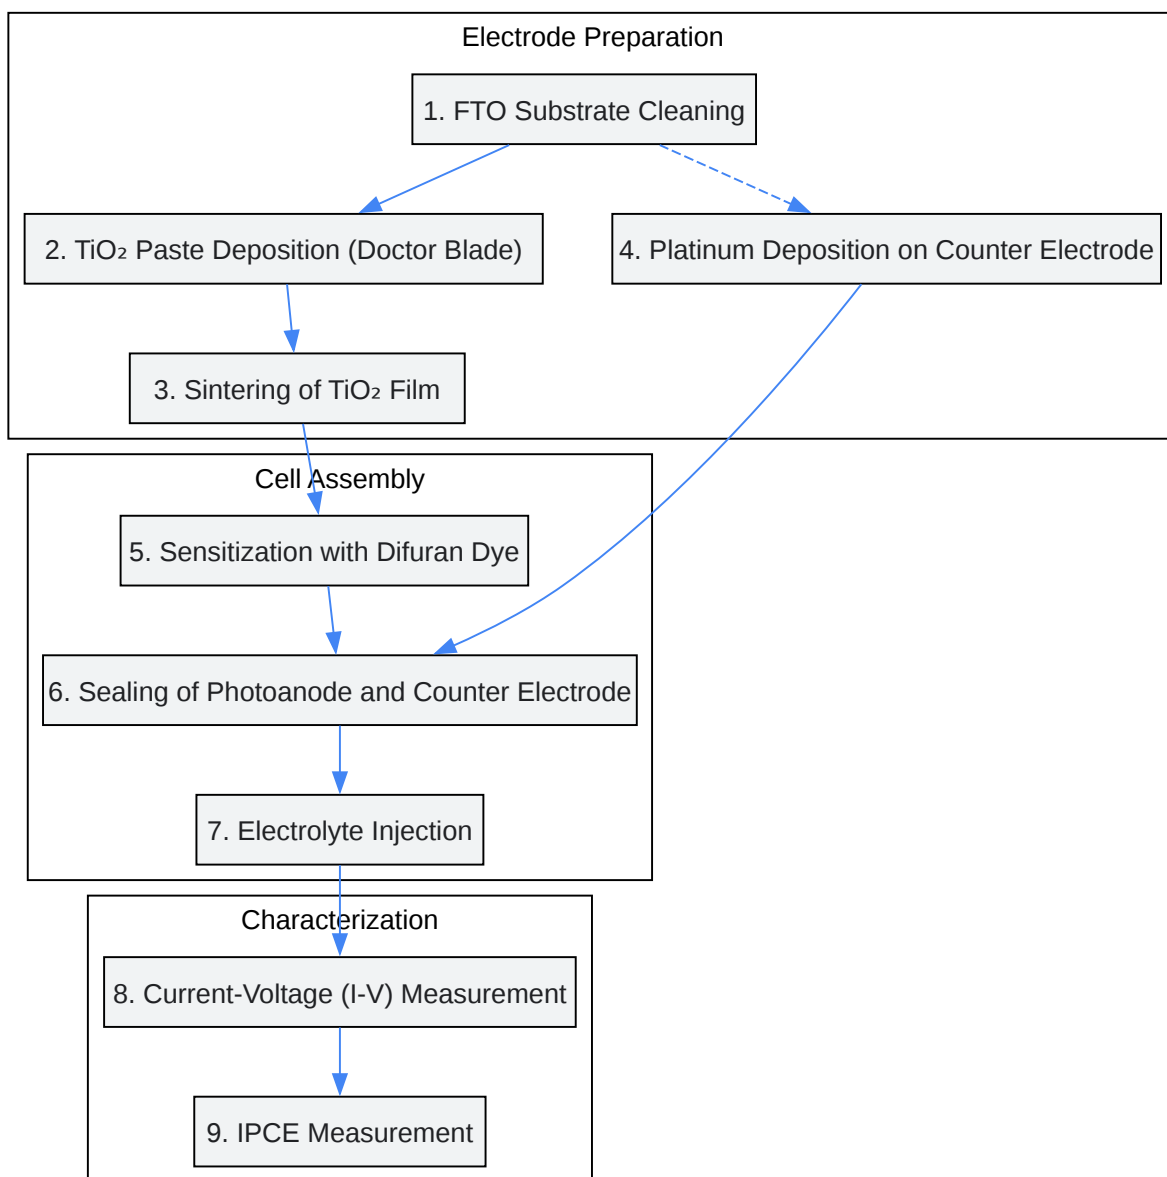 Electrode Preparation
1. FTO Substrate Cleaning
2. TiO₂ Paste Deposition (Doctor Blade)
4. Platinum Deposition on Counter Electrode
3. Sintering of TiO₂ Film
Cell Assembly
5. Sensitization with Difuran Dye
6. Sealing of Photoanode and Counter Electrode
7. Electrolyte Injection
Characterization
8. Current-Voltage (I-V) Measurement
9. IPCE Measurement